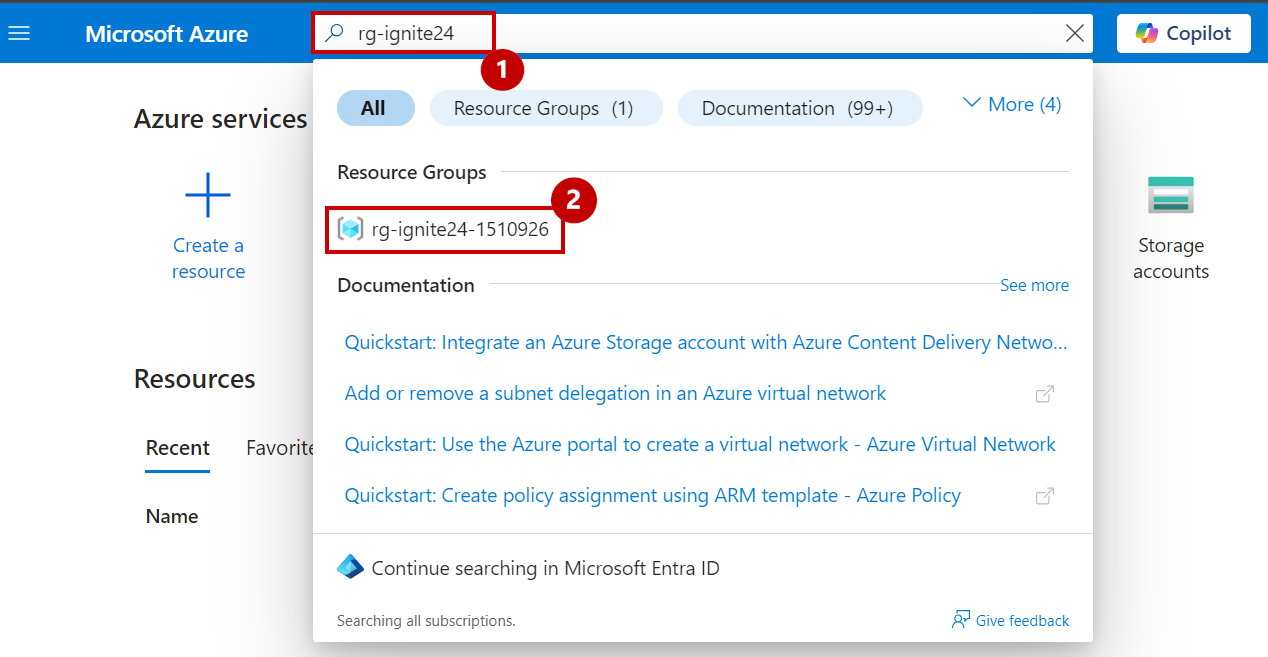 Microsoft Azure
rg-ignite24
Copilot
1
All
Resource Groups (1)
Documentation (99+)
More (4)
Azure services
Resource Groups
2
rg-ignite24-1510926
Create a
resource
Storage
accounts
Documentation
See more
Quickstart: Integrate an Azure Storage account with Azure Content Delivery Netwo...
Resources
Add or remove a subnet delegation in an Azure virtual network
Recent
Favorite
Quickstart: Use the Azure portal to create a virtual network - Azure Virtual Network
Quickstart: Create policy assignment using ARM template - Azure Policy
Name
Continue searching in Microsoft Entra ID
Searching all subscriptions.
Give feedback